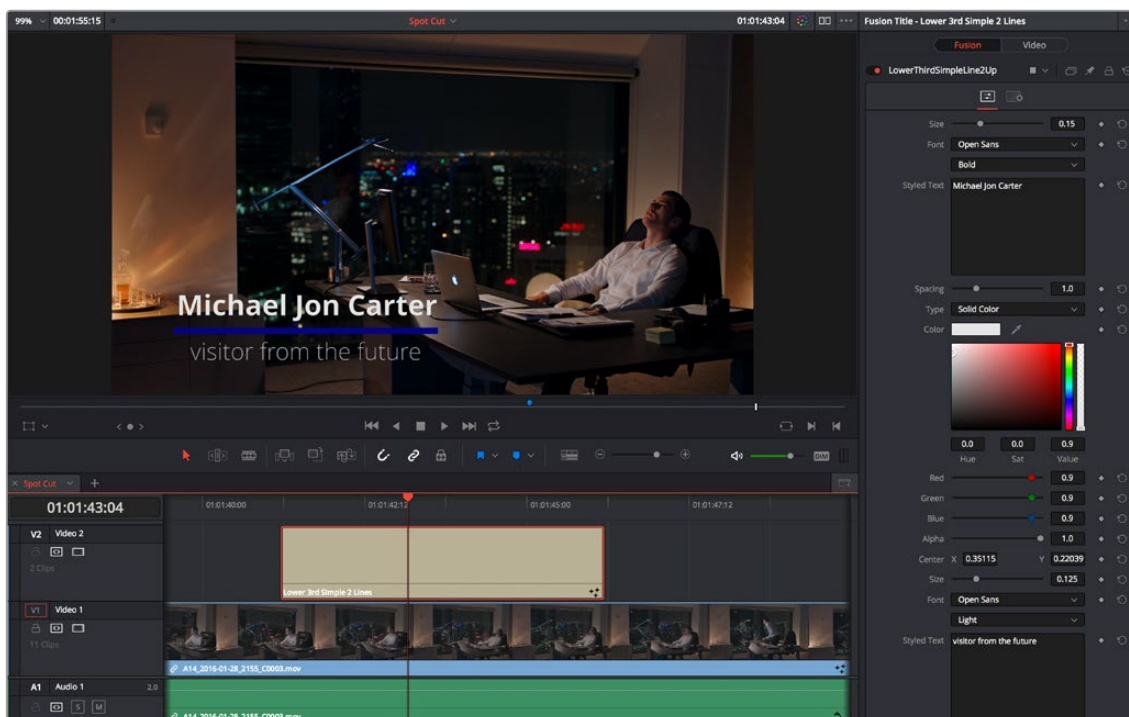 99% 00:01:55:15 Spot Cut 01:01:43:04
Fusion Title - Lower 3rd Simple 2 Lines
Fusion Video
LowerThirdSimpleLine2Up
Size 0.15
Font Open Sans
Bold
Styled Text Michael Jon Carter
Spacing 1.0
Type Solid Color
Color
0.0 0.0 0.9
Hue Sat Value
Red 0.9
Green 0.9
Blue 0.9
Alpha 1.0
Center X 0.35115 Y 0.22039
Size 0.125
Font Open Sans
Light
Styled Text visitor from the future
Michael Jon Carter
visitor from the future
DIM
Spot Cut
01:01:43:04
01:01:40:00 01:01:42:12 01:01:45:00 01:01:47:12
V2 Video 2
2 Clips
Lower 3rd Simple 2 Lines
V1 Video 1
11 Clips
A14_2016-01-28_2155_C0003.mov
A1 Audio 1 2.0
S M
A14_2016-01-28_2155_C0003.mov